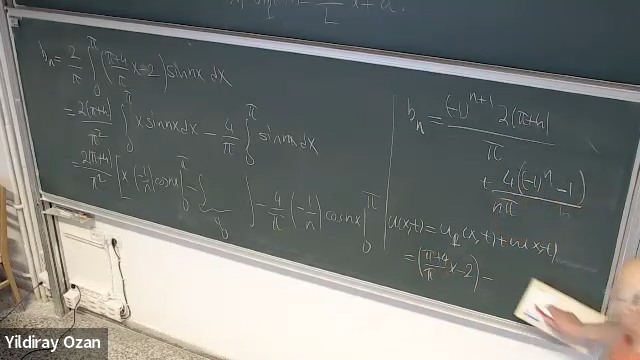 b_n = 2/π ∫_0^π ((π+4)/π x - 2) sin nx dx
= 2(π+4)/π² ∫_0^π x sin nx dx - 4/π ∫_0^π sin nx dx
= 2(π+4)/π² [x (-1/n) cos nx |_0^π - ∫ 0 ] - 4/π (-1/n) cos nx |_0^π
b_n = (-1)^{n+1} 2(π+4) / π
+ 4((-1)^n - 1) / nπ
u(x,t) = u_e(x,t) + u(x,t)
= ((π+4)/π x - 2) -
Yildiray Ozan